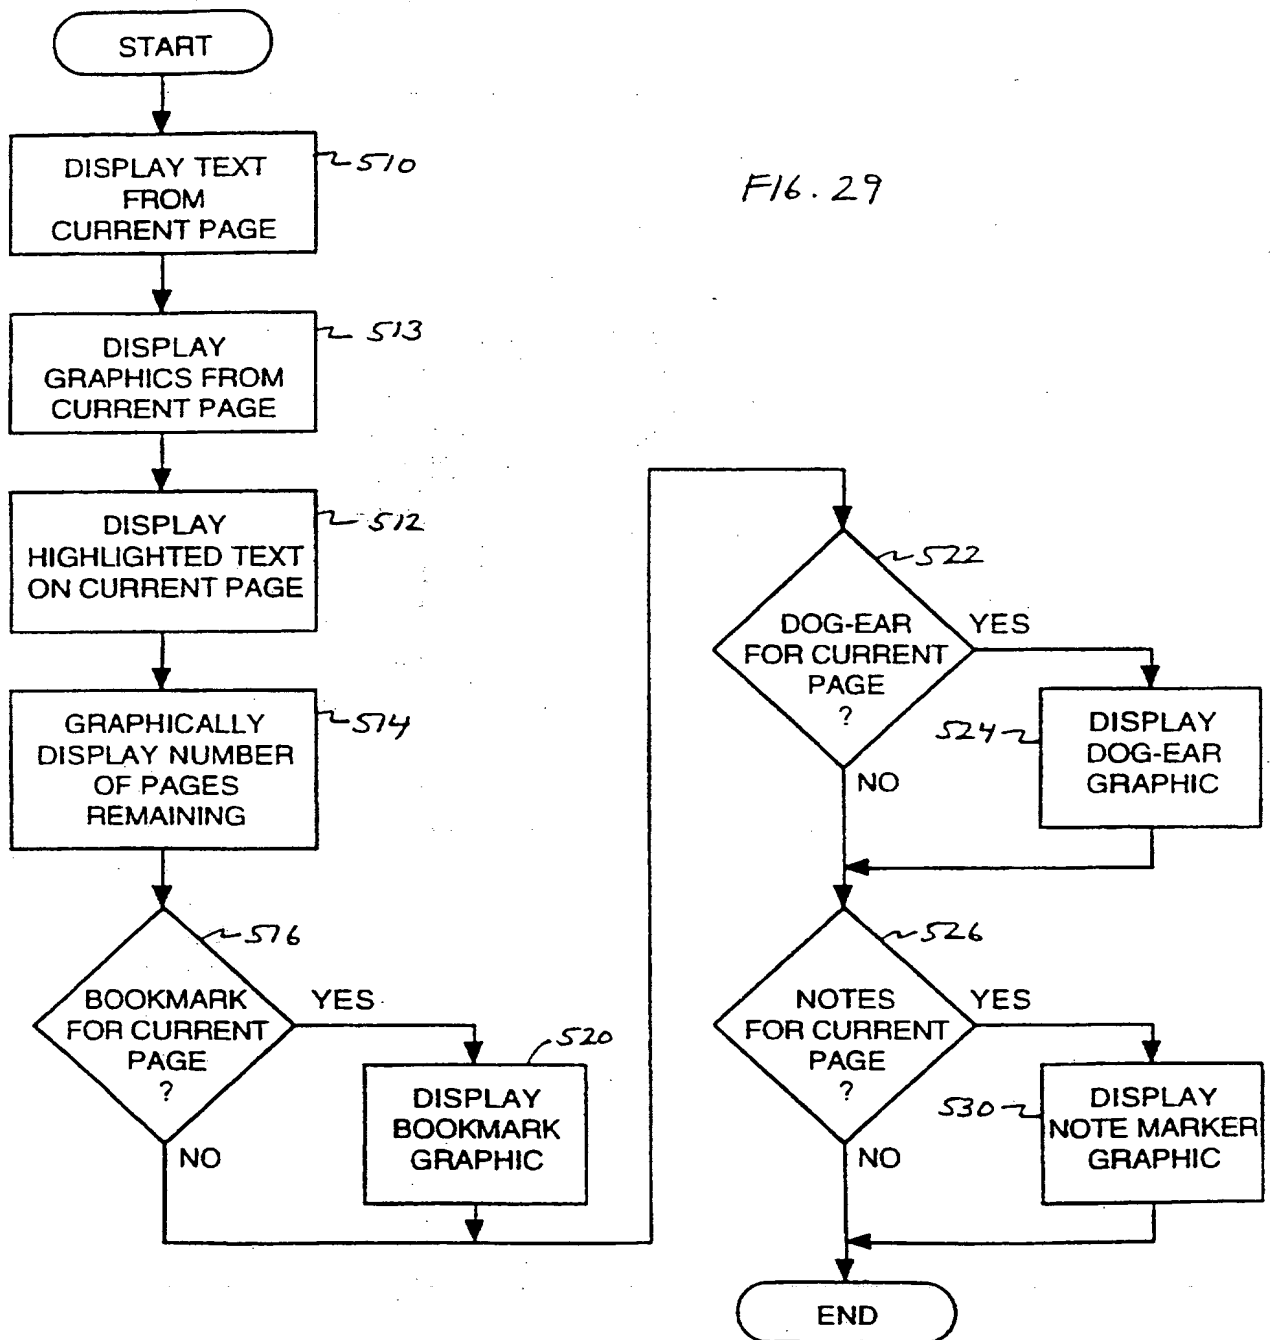 START
DISPLAY TEXT
FROM
CURRENT PAGE
510
FIG. 29
DISPLAY
GRAPHICS FROM
CURRENT PAGE
513
DISPLAY
HIGHLIGHTED TEXT
ON CURRENT PAGE
512
GRAPHICALLY
DISPLAY NUMBER
OF PAGES
REMAINING
514
BOOKMARK
FOR CURRENT
PAGE
?
516
YES
NO
DISPLAY
BOOKMARK
GRAPHIC
520
DOG-EAR
FOR CURRENT
PAGE
?
522
YES
NO
DISPLAY
DOG-EAR
GRAPHIC
524
NOTES
FOR CURRENT
PAGE
?
526
YES
NO
DISPLAY
NOTE MARKER
GRAPHIC
530
END